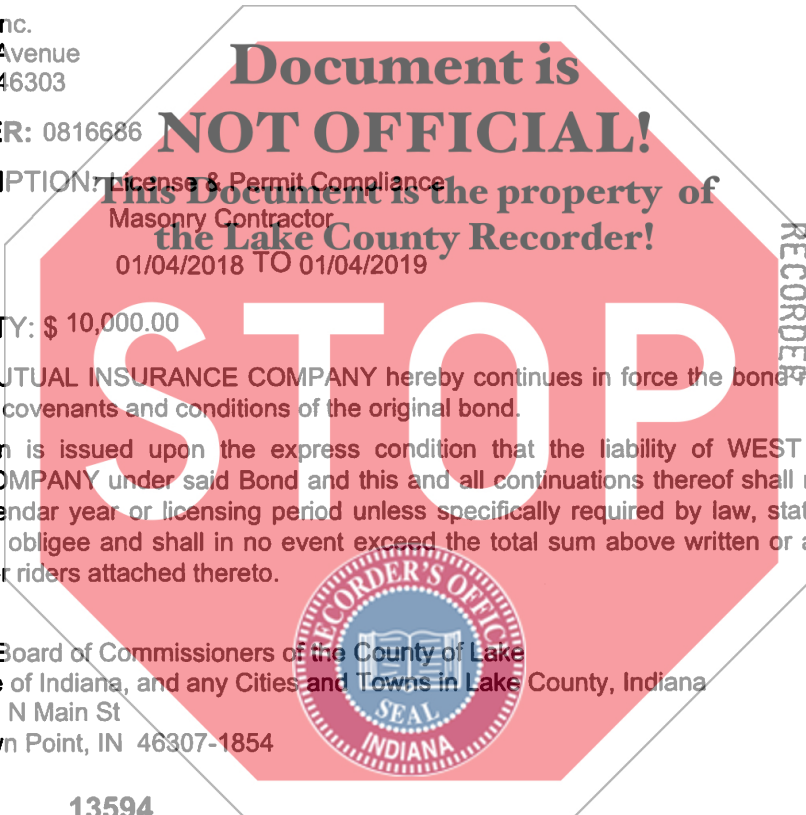 nc.
Avenue
46303
Document is
NOT OFFICIAL!
This Document is the property of
the Lake County Recorder!
R: 0816686
PTION: License & Permit Compliance
Masonry Contractor
01/04/2018 TO 01/04/2019
RECORDER
TY: $ 10,000.00
STOP
UTUAL INSURANCE COMPANY hereby continues in force the bond
covenants and conditions of the original bond.
n is issued upon the express condition that the liability of WEST
OMPANY under said Bond and this and all continuations thereof shall
endar year or licensing period unless specifically required by law, stat
obligee and shall in no event exceed the total sum above written or a
r riders attached thereto.
RECORDER'S OFFICE
SEAL
INDIANA
Board of Commissioners of the County of Lake
e of Indiana, and any Cities and Towns in Lake County, Indiana
N Main St
n Point, IN 46307-1854
13594